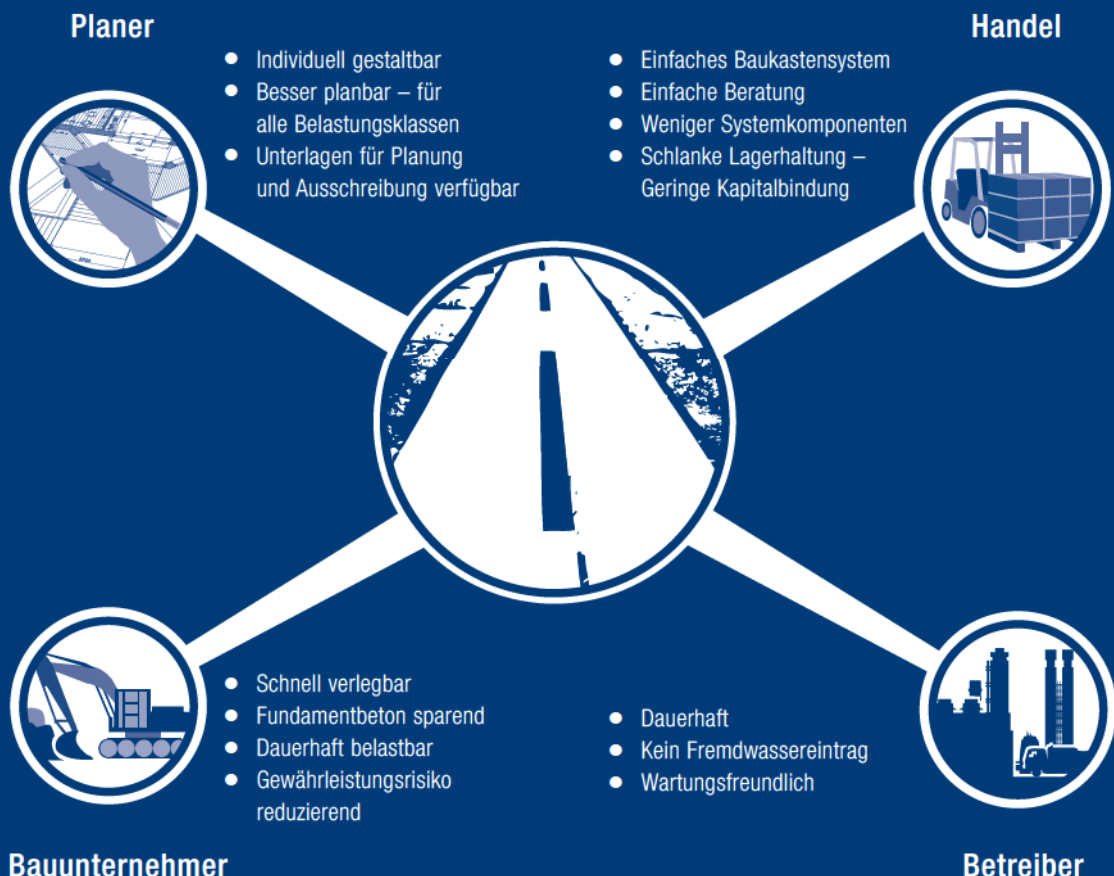 Planer
● Individuell gestaltbar
● Besser planbar – für
alle Belastungsklassen
● Unterlagen für Planung
und Ausschreibung verfügbar
Handel
● Einfaches Baukastensystem
● Einfache Beratung
● Weniger Systemkomponenten
● Schlanke Lagerhaltung –
Geringe Kapitalbindung
● Schnell verlegbar
● Fundamentbeton sparend
● Dauerhaft belastbar
● Gewährleistungsrisiko
reduzierend
Bauunternehmer
● Dauerhaft
● Kein Fremdwassereintrag
● Wartungsfreundlich
Betreiber